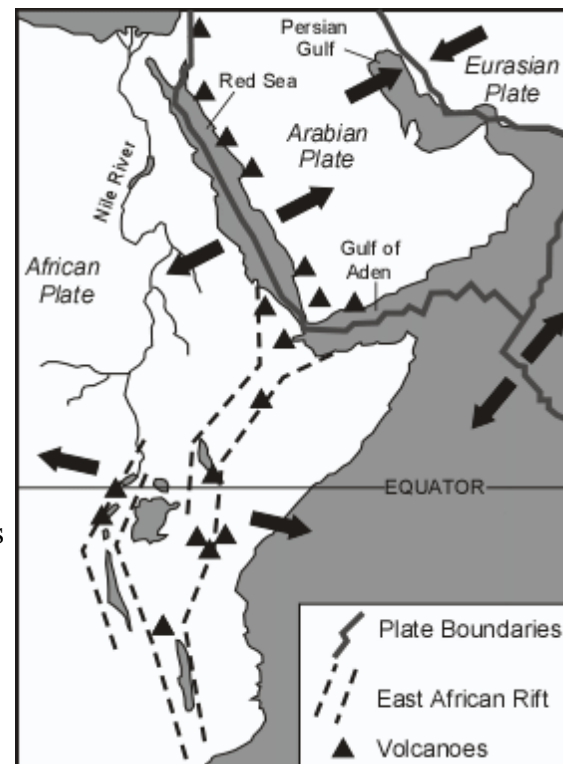 Persian
Gulf
Eurasian
Plate
Red Sea
Arabian
Plate
Nile River
African
Plate
Gulf of
Aden
EQUATOR
s
Plate Boundaries
East African Rift
Volcanoes